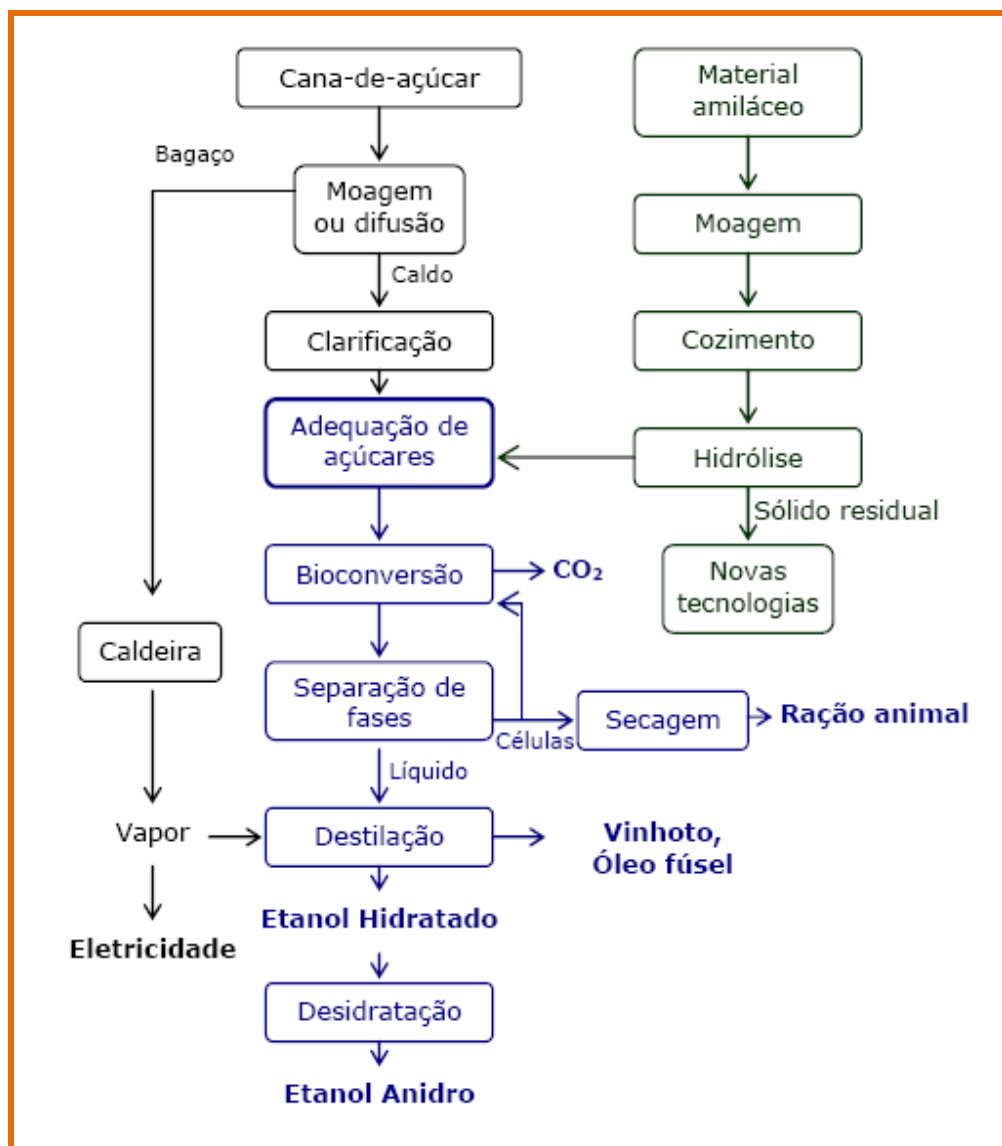 Cana-de-açúcar
Material
amiláceo
Bagaço
Moagem
ou difusão
Moagem
Caldo
Clarificação
Cozimento
Adequação de
açúcares
Hidrólise
Sólido residual
Bioconversão
CO₂
Novas
tecnologias
Caldeira
Separação de
fases
Células
Secagem
Ração animal
Líquido
Vapor
Destilação
Vinhoto,
Óleo fúsel
Etanol Hidratado
Eletricidade
Desidratação
Etanol Anidro